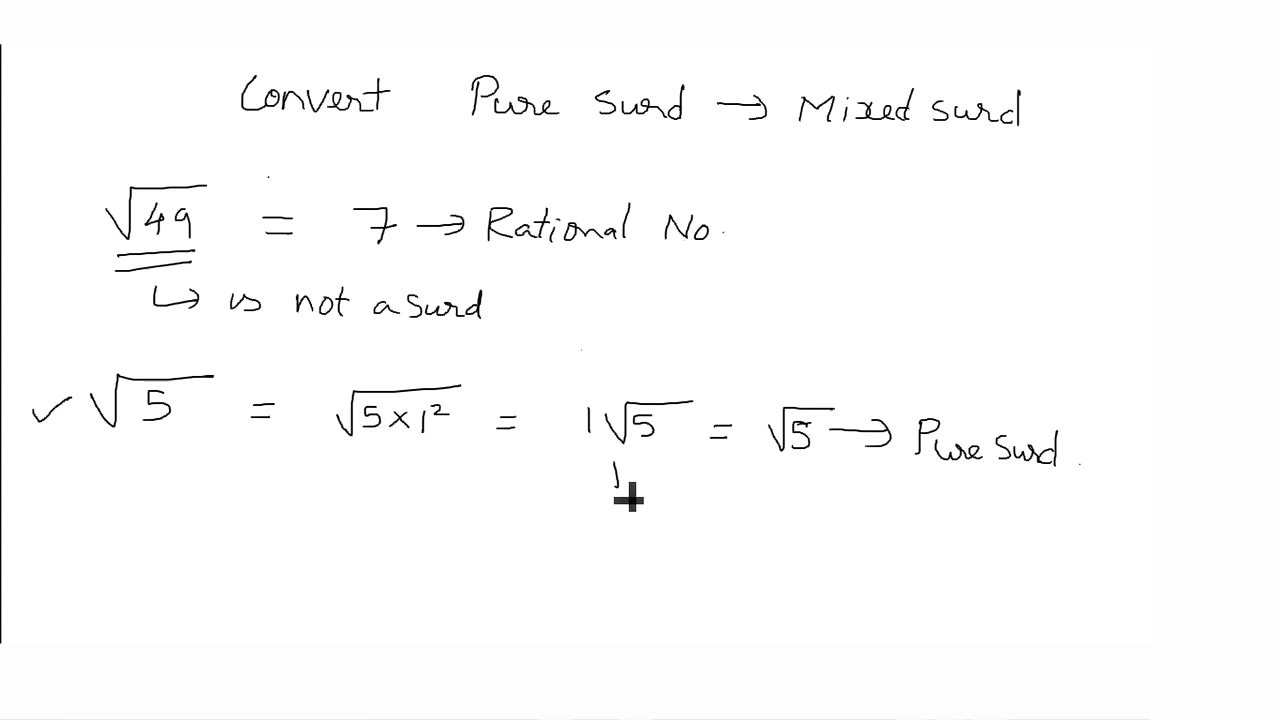 Convert Pure surd → Mixed surd
√49 = 7 → Rational No.
↳ is not a surd
✓ √5 = √5×1² = 1√5 = √5 → Pure surd.